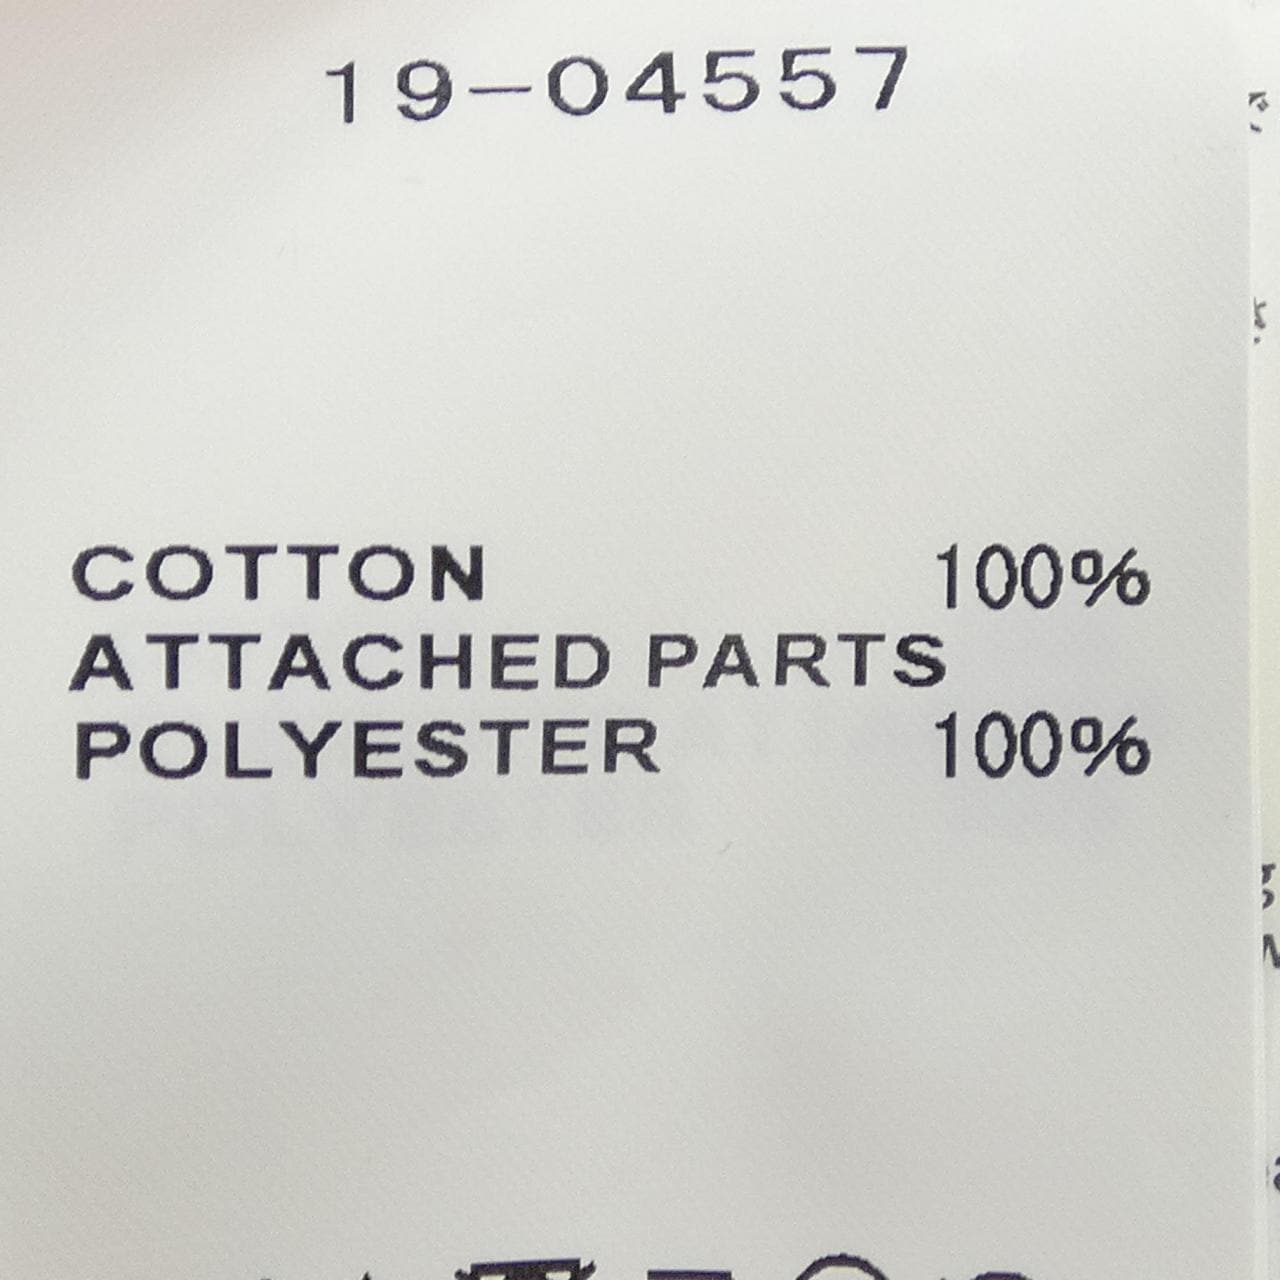 19-04557
COTTON 100%
ATTACHED PARTS
POLYESTER 100%